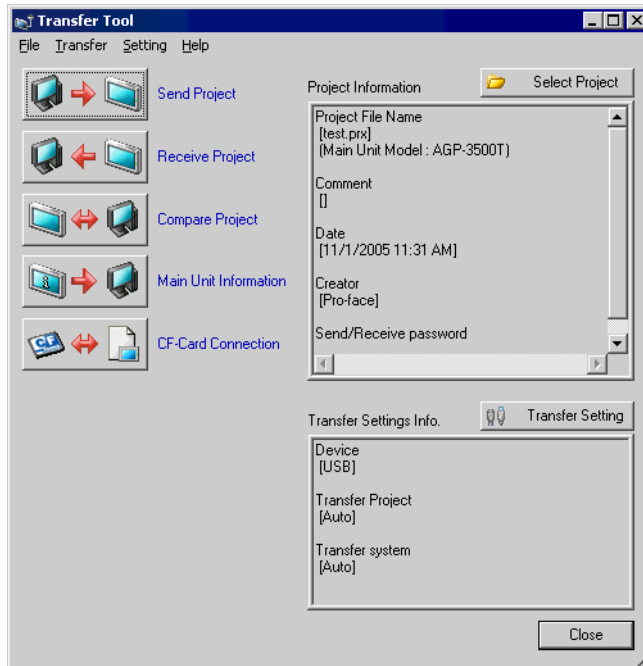 Transfer Tool
File Transfer Setting Help
Send Project
Receive Project
Compare Project
Main Unit Information
CF
CF-Card Connection
Project Information
Select Project
Project File Name
[test.prx]
(Main Unit Model : AGP-3500T)
Comment
[]
Date
[11/1/2005 11:31 AM]
Creator
[Pro-face]
Send/Receive password
Transfer Settings Info.
Transfer Setting
Device
[USB]
Transfer Project
[Auto]
Transfer system
[Auto]
Close